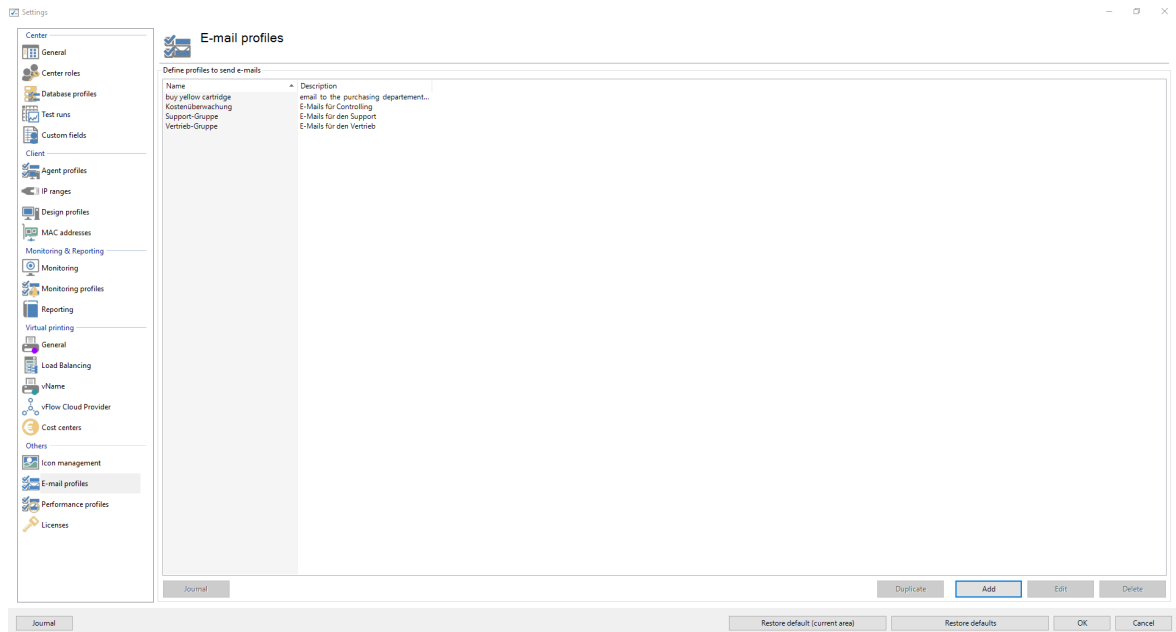 Settings
Center
General
Center roles
Database profiles
Test runs
Custom fields
Client
Agent profiles
IP ranges
Design profiles
MAC addresses
Monitoring & Reporting
Monitoring
Monitoring profiles
Reporting
Virtual printing
General
Load Balancing
vName
vFlow Cloud Provider
Cost centers
Others
Icon management
E-mail profiles
Performance profiles
Licenses
E-mail profiles
Define profiles to send e-mails
Name Description
buy yellow cartridge email to the purchasing departement...
Kostenüberwachung E-Mails für Controlling
Support-Gruppe E-Mails für den Support
Vertrieb-Gruppe E-Mails für den Vertrieb
Journal Duplicate Add Edit Delete
Journal Restore default (current area) Restore defaults OK Cancel